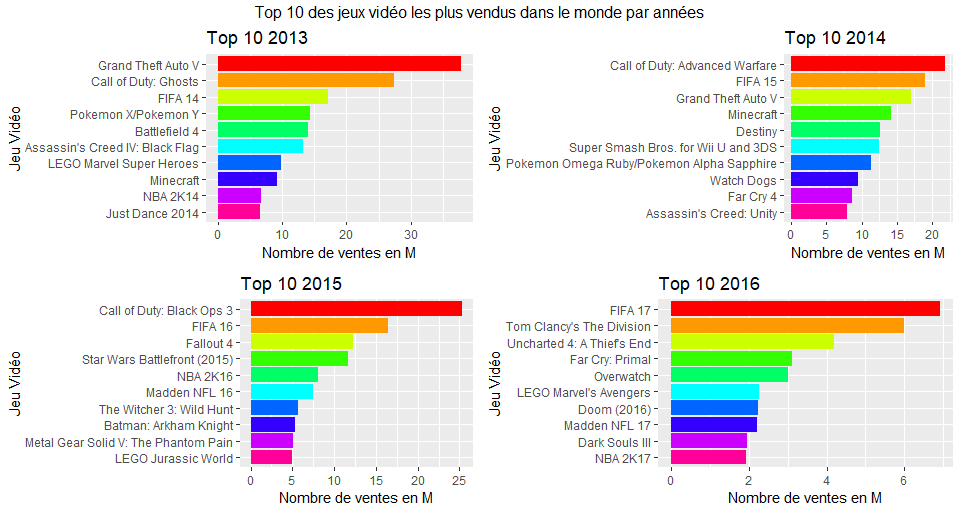 Top 10 des jeux vidéo les plus vendus dans le monde par années
Top 10 2013
Jeu Vidéo
Grand Theft Auto V
Call of Duty: Ghosts
FIFA 14
Pokemon X/Pokemon Y
Battlefield 4
Assassin's Creed IV: Black Flag
LEGO Marvel Super Heroes
Minecraft
NBA 2K14
Just Dance 2014
0 10 20 30
Nombre de ventes en M
Top 10 2014
Jeu Vidéo
Call of Duty: Advanced Warfare
FIFA 15
Grand Theft Auto V
Minecraft
Destiny
Super Smash Bros. for Wii U and 3DS
Pokemon Omega Ruby/Pokemon Alpha Sapphire
Watch Dogs
Far Cry 4
Assassin's Creed: Unity
0 5 10 15 20
Nombre de ventes en M
Top 10 2015
Jeu Vidéo
Call of Duty: Black Ops 3
FIFA 16
Fallout 4
Star Wars Battlefront (2015)
NBA 2K16
Madden NFL 16
The Witcher 3: Wild Hunt
Batman: Arkham Knight
Metal Gear Solid V: The Phantom Pain
LEGO Jurassic World
0 5 10 15 20 25
Nombre de ventes en M
Top 10 2016
Jeu Vidéo
FIFA 17
Tom Clancy's The Division
Uncharted 4: A Thief's End
Far Cry: Primal
Overwatch
LEGO Marvel's Avengers
Doom (2016)
Madden NFL 17
Dark Souls III
NBA 2K17
0 2 4 6
Nombre de ventes en M